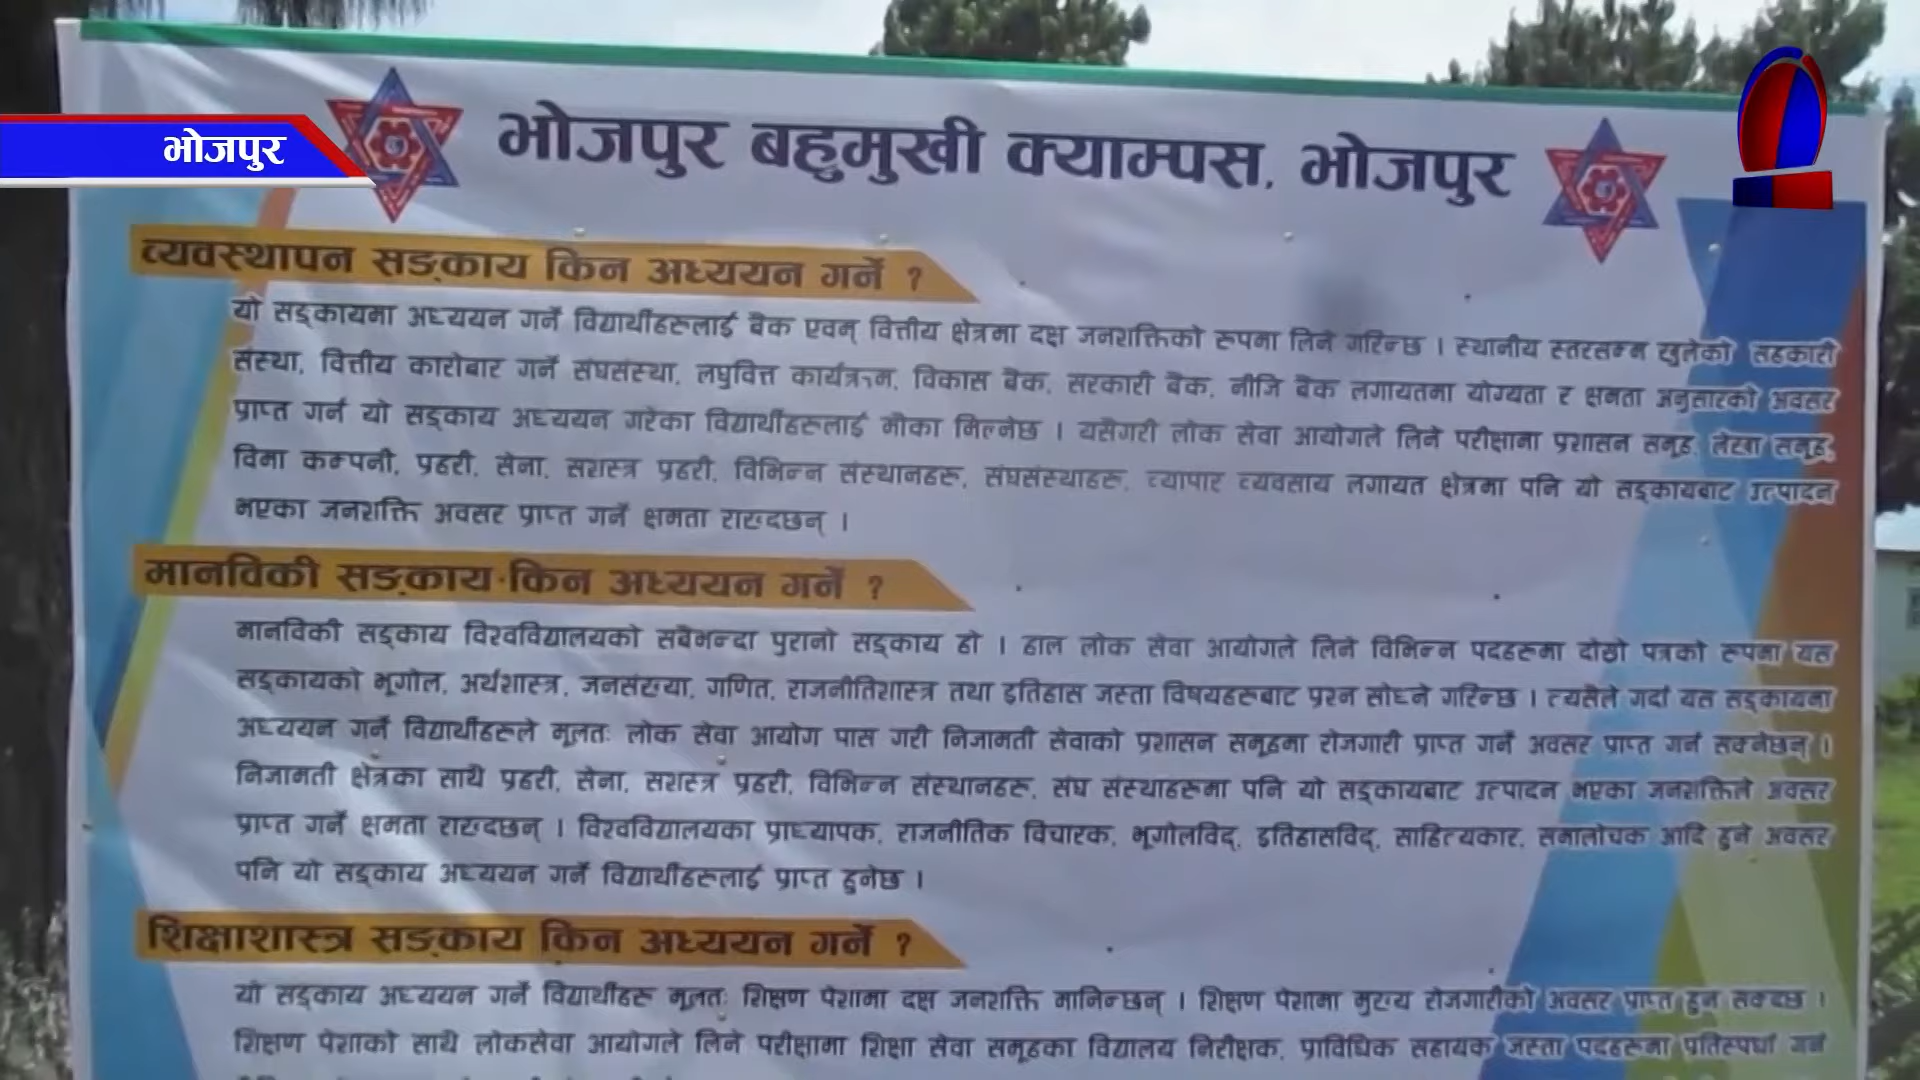 भोजपुर
भोजपुर बहुमुखी क्याम्पस, भोजपुर
व्यवस्थापन सङ्काय किन अध्ययन गर्ने ?
यो सङ्कायमा अध्ययन गर्ने विद्यार्थीहरुलाई बैंक एवम् वित्तीय क्षेत्रमा दक्ष जनशक्तिको रुपमा लिने गरिन्छ । स्थानीय स्तरसम्म खुलेको सहकारी
संस्था, वित्तीय कारोबार गर्ने संघसंस्था, लघुवित्त कार्यक्रम, विकास बैंक, सरकारी बैंक, नीजि बैंक लगायतमा योग्यता र क्षमता अनुसारको अवसर
प्राप्त गर्न यो सङ्काय अध्ययन गरेका विद्यार्थीहरुलाई मौका मिल्नेछ । यसैगरी लोक सेवा आयोगले लिने परीक्षामा प्रशासन समूह, लेखा समूह,
विमा कम्पनी, प्रहरी, सेना, सशस्त्र प्रहरी, विभिन्न संस्थानहरु, संघसंस्थाहरु, व्यापार व्यवसाय लगायत क्षेत्रमा पनि यो सङ्कायबाट उत्पादन
भएका जनशक्ति अवसर प्राप्त गर्ने क्षमता राख्दछन् ।
मानविकी सङ्काय किन अध्ययन गर्ने ?
मानविकी सङ्काय विश्वविद्यालयको सबैभन्दा पुरानो सङ्काय हो । हाल लोक सेवा आयोगले लिने विभिन्न पदहरुमा दोस्रो पत्रको रुपमा यस
सङ्कायको भूगोल, अर्थशास्त्र, जनसंख्या, गणित, राजनीतिशास्त्र तथा इतिहास जस्ता विषयहरुबाट प्रश्न सोध्ने गरिन्छ । त्यसैले गर्दा यस सङ्कायमा
अध्ययन गर्ने विद्यार्थीहरुले मूलतः लोक सेवा आयोग पास गरी निजामती सेवाको प्रशासन समूहमा रोजगारी प्राप्त गर्ने अवसर प्राप्त गर्न सक्नेछन् ।
निजामती क्षेत्रका साथै प्रहरी, सेना, सशस्त्र प्रहरी, विभिन्न संस्थानहरु, संघ संस्थाहरुमा पनि यो सङ्कायबाट उत्पादन भएका जनशक्तिले अवसर
प्राप्त गर्ने क्षमता राख्दछन् । विश्वविद्यालयका प्राध्यापक, राजनीतिक विचारक, भूगोलविद्, इतिहासविद्, साहित्यकार, समालोचक आदि हुने अवसर
पनि यो सङ्काय अध्ययन गर्ने विद्यार्थीहरुलाई प्राप्त हुनेछ ।
शिक्षाशास्त्र सङ्काय किन अध्ययन गर्ने ?
यो सङ्काय अध्ययन गर्ने विद्यार्थीहरु मूलतः शिक्षण पेशामा दक्ष जनशक्ति मानिन्छन् । शिक्षण पेशामा मुख्य रोजगारीको अवसर प्राप्त हुन सक्दछ ।
शिक्षण पेशाको साथै लोकसेवा आयोगले लिने परीक्षामा शिक्षा सेवा समूहका विद्यालय निरीक्षक, प्राविधिक सहायक जस्ता पदहरुमा प्रतिस्पर्धा गर्न